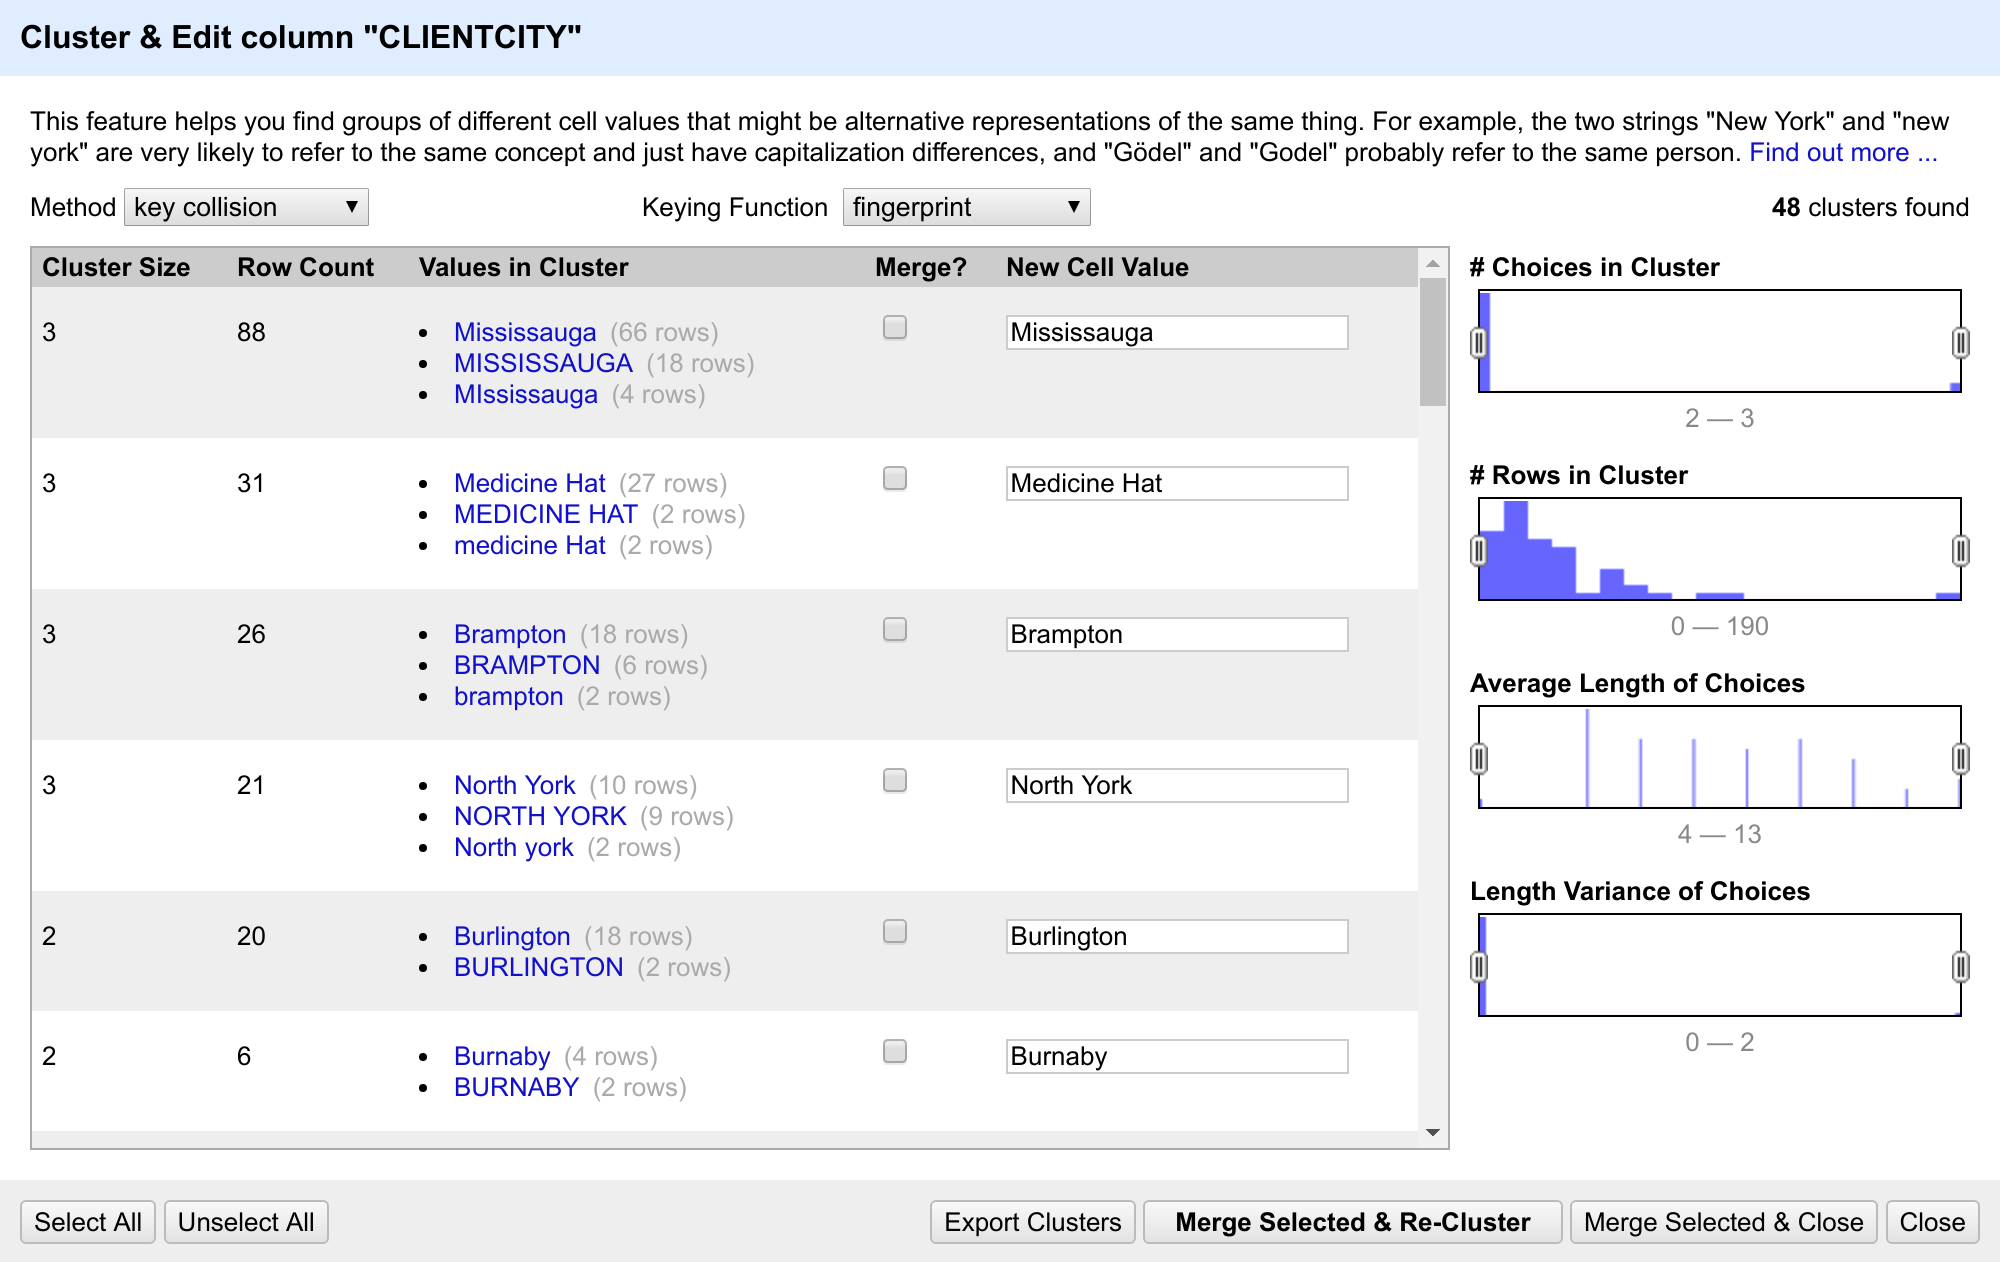 Cluster & Edit column "CLIENTCITY"
This feature helps you find groups of different cell values that might be alternative representations of the same thing. For example, the two strings "New York" and "new
york" are very likely to refer to the same concept and just have capitalization differences, and "Gödel" and "Godel" probably refer to the same person. Find out more ...
Method key collision Keying Function fingerprint 48 clusters found
Cluster Size Row Count Values in Cluster Merge? New Cell Value
3 88 Mississauga (66 rows) Mississauga
MISSISSAUGA (18 rows)
MIssissauga (4 rows)
3 31 Medicine Hat (27 rows) Medicine Hat
MEDICINE HAT (2 rows)
medicine Hat (2 rows)
3 26 Brampton (18 rows) Brampton
BRAMPTON (6 rows)
brampton (2 rows)
3 21 North York (10 rows) North York
NORTH YORK (9 rows)
North york (2 rows)
2 20 Burlington (18 rows) Burlington
BURLINGTON (2 rows)
2 6 Burnaby (4 rows) Burnaby
BURNABY (2 rows)
# Choices in Cluster
2 — 3
# Rows in Cluster
0 — 190
Average Length of Choices
4 — 13
Length Variance of Choices
0 — 2
Select All Unselect All Export Clusters Merge Selected & Re-Cluster Merge Selected & Close Close